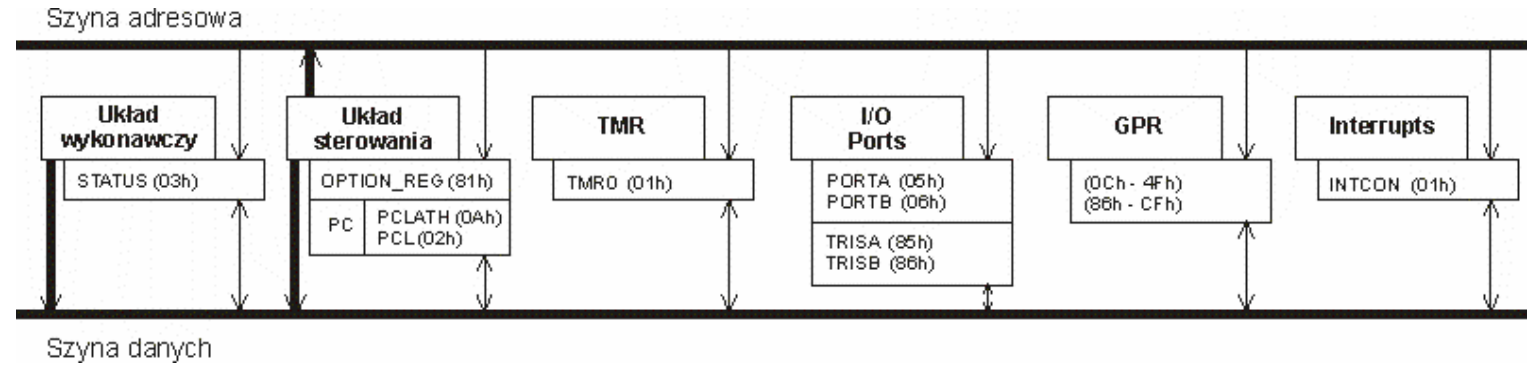 Szyna adresowa
Układ
wykonawczy
STATUS (03h)
Układ
sterowania
OPTION_REG (81h)
PC
PCLATH (0Ah)
PCL (02h)
TMR
TMR0 (01h)
I/O
Ports
PORTA (05h)
PORTB (06h)
TRISA (85h)
TRISB (86h)
GPR
(0Ch - 4Fh)
(86h - CFh)
Interrupts
INTCON (01h)
Szyna danych